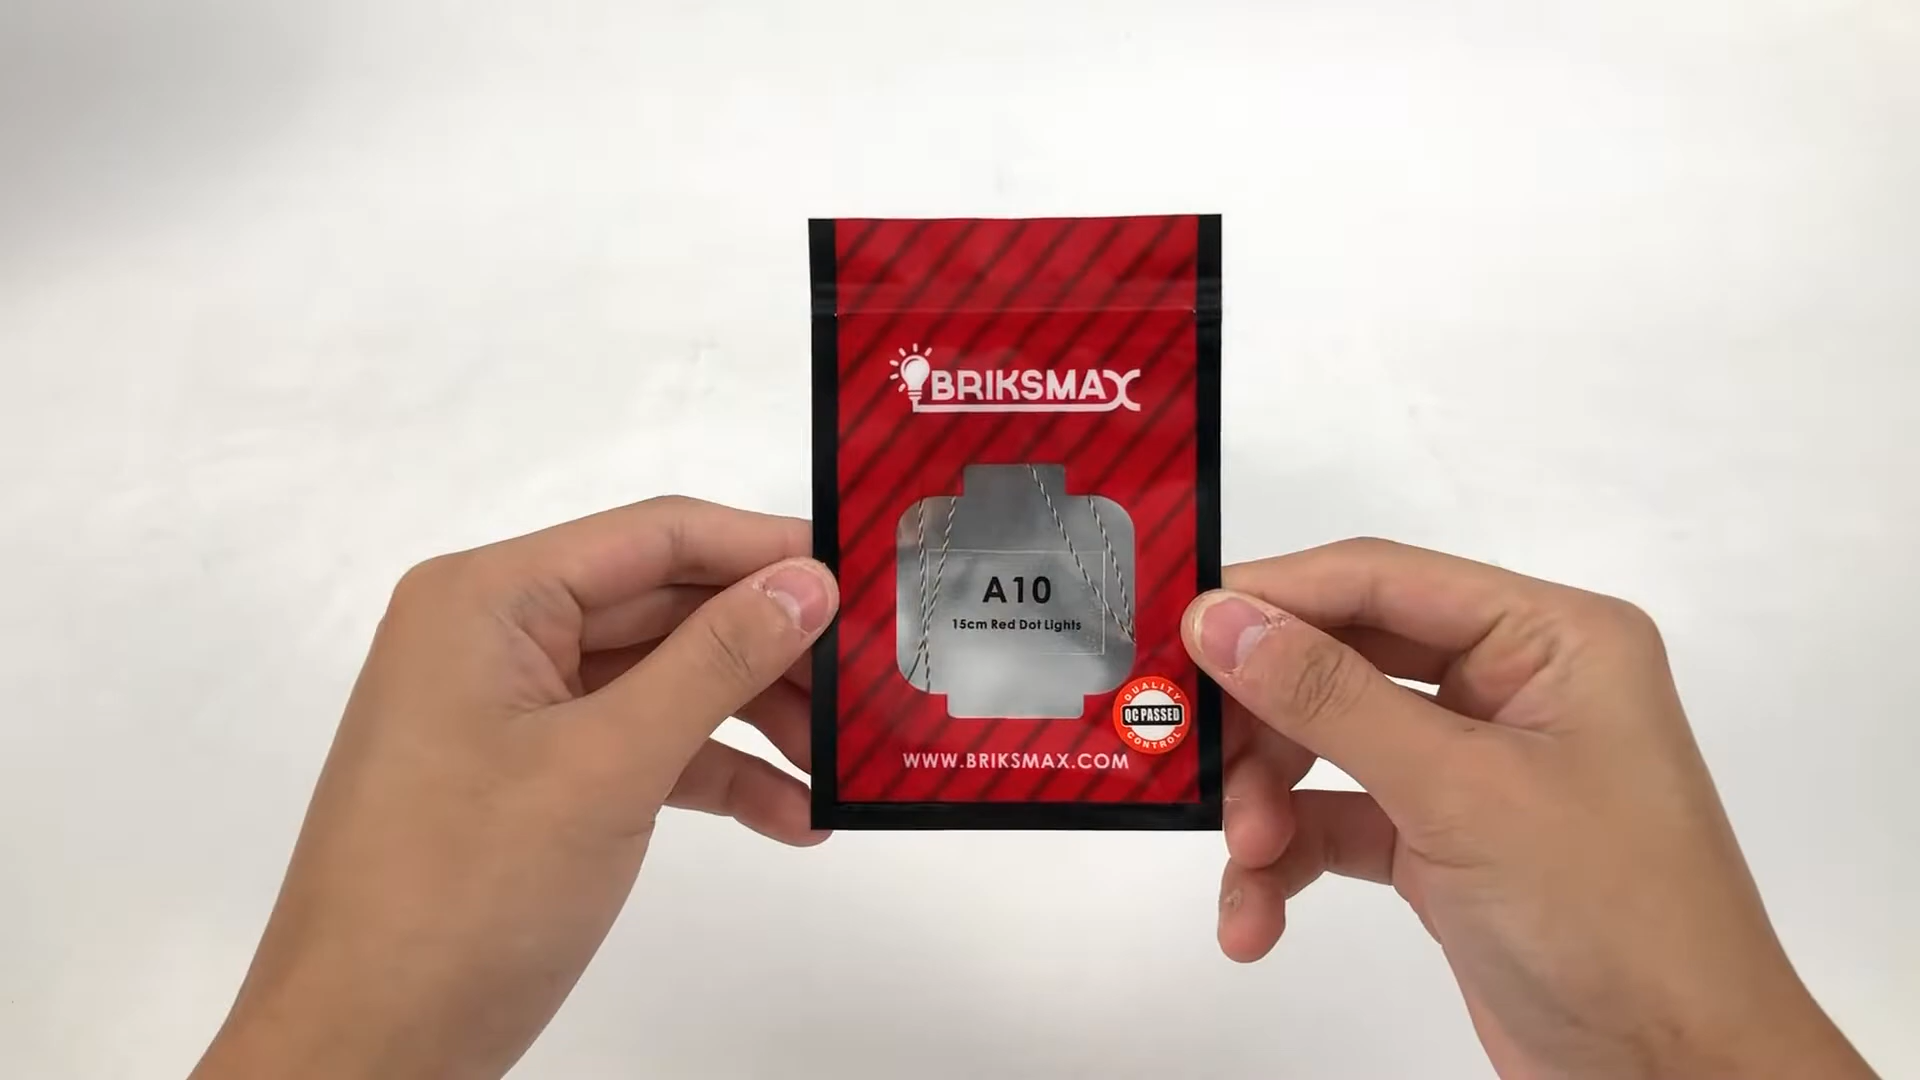 BRIKSMAX
A10
15cm Red Dot Lights
QUALITY
QC PASSED
CONTROL
WWW.BRIKSMAX.COM